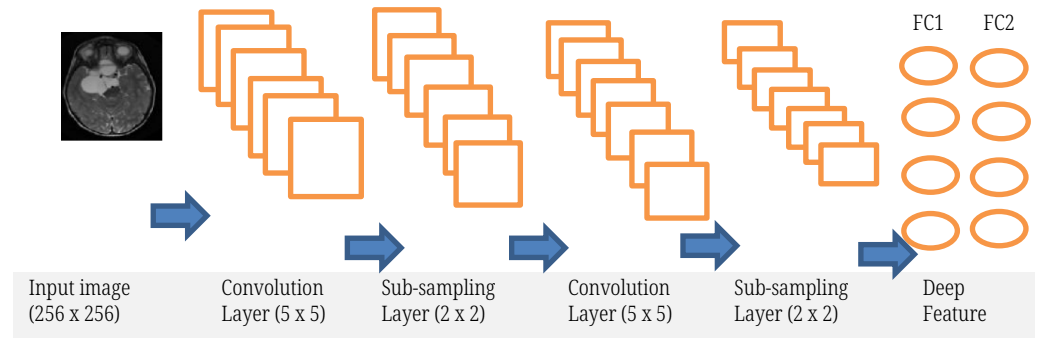 FC1 FC2
Input image
(256 x 256)
Convolution
Layer (5 x 5)
Sub-sampling
Layer (2 x 2)
Convolution
Layer (5 x 5)
Sub-sampling
Layer (2 x 2)
Deep
Feature